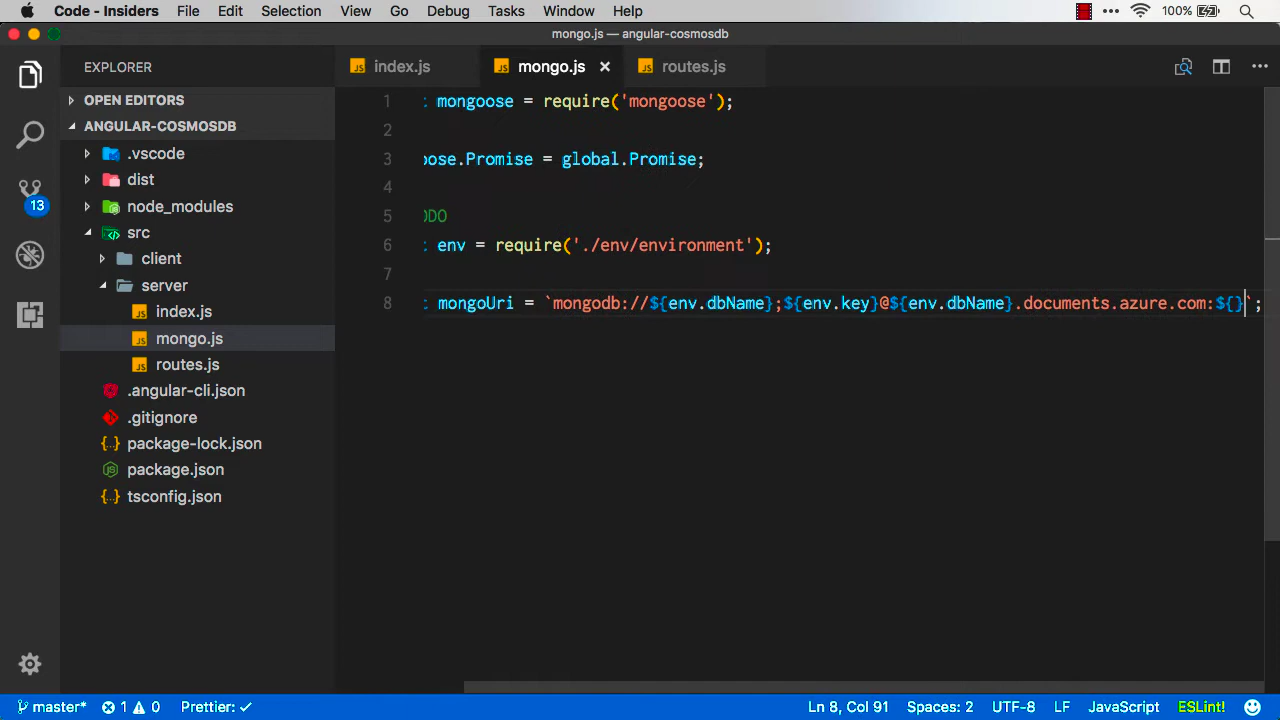 Code - Insiders File Edit Selection View Go Debug Tasks Window Help 100%
mongo.js — angular-cosmosdb
EXPLORER
index.js mongo.js routes.js
OPEN EDITORS
ANGULAR-COSMOSDB
.vscode
dist
node_modules
src
client
server
index.js
mongo.js
routes.js
.angular-cli.json
.gitignore
package-lock.json
package.json
tsconfig.json
13
1 t mongoose = require('mongoose');
2
3 oose.Promise = global.Promise;
4
5 ODO
6 t env = require('./env/environment');
7
8 t mongoUri = `mongodb://${env.dbName};${env.key}@${env.dbName}.documents.azure.com:${}`;
master* 1 0 Prettier: ✓ Ln 8, Col 91 Spaces: 2 UTF-8 LF JavaScript ESLint!